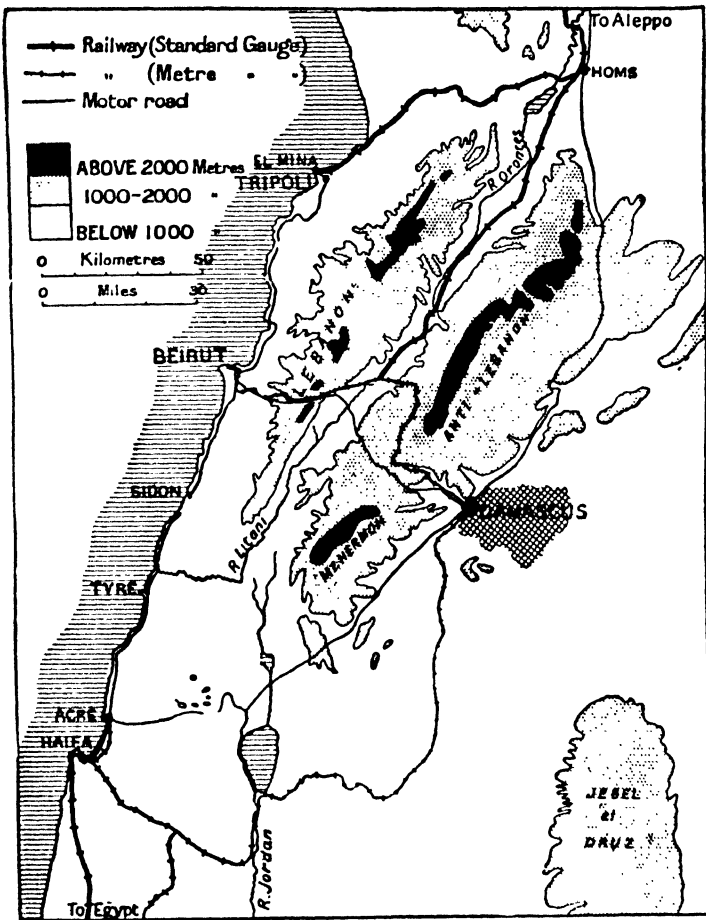 To Aleppo
Railway (Standard Gauge)
" (Metre " ")
Motor road
HOMS
ABOVE 2000 Metres
1000-2000 "
BELOW 1000 "
0 Kilometres 50
0 Miles 30
EL MINA
TRIPOLI
R. Orontes
LEBANON
BEIRUT
ANTI-LEBANON
SIDON
R. Litani
DAMASCUS
Mt HERMON
TYRE
ACRE
HAIFA
JEBEL
el
DRUZ
R. Jordan
To Egypt